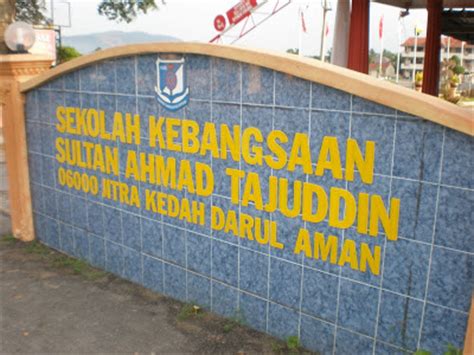 SEKOLAH KEBANGSAAN
SULTAN AHMAD TAJUDDIN
06000 JITRA KEDAH DARUL AMAN